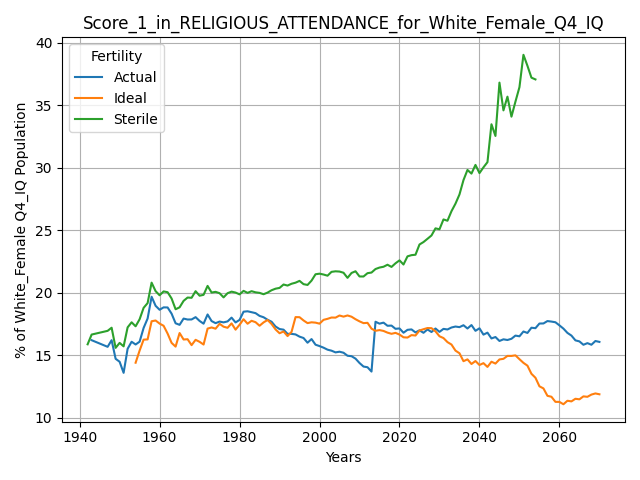 Score_1_in_RELIGIOUS_ATTENDANCE_for_White_Female_Q4_IQ
Fertility
Actual
Ideal
Sterile
% of White_Female Q4_IQ Population
40
35
30
25
20
15
10
1940 1960 1980 2000 2020 2040 2060
Years